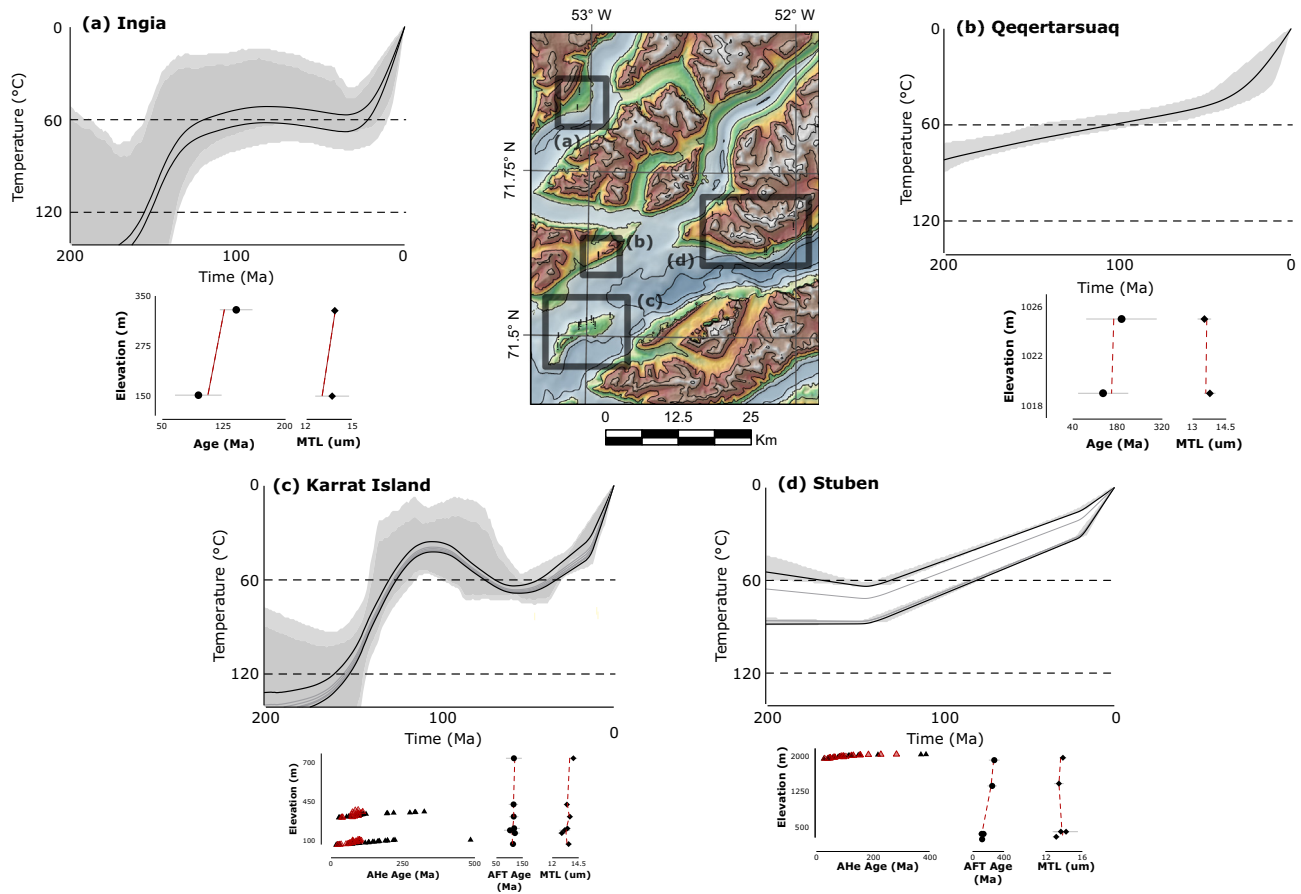 (a) Ingia
0
60
120
Temperature (°C)
200
100
0
Time (Ma)
350
275
150
Elevation (m)
50
125
200
Age (Ma)
12
15
MTL (um)
53° W
52° W
71.75° N
71.5° N
(a)
(b)
(c)
(d)
0
12.5
25
Km
(b) Qeqertarsuaq
0
60
120
Temperature (°C)
200
100
0
Time (Ma)
1026
1022
1018
Elevation (m)
40
180
320
Age (Ma)
13
14.5
MTL (um)
(c) Karrat Island
0
60
120
Temperature (°C)
200
100
0
Time (Ma)
700
450
100
Elevation (m)
0
250
500
AHe Age (Ma)
50
150
AFT Age
(Ma)
12
14.5
MTL (um)
(d) Stuben
0
60
120
Temperature (°C)
200
100
0
Time (Ma)
2000
1250
500
Elevation (m)
0
200
400
AHe Age (Ma)
0
400
AFT Age
(Ma)
12
16
MTL (um)